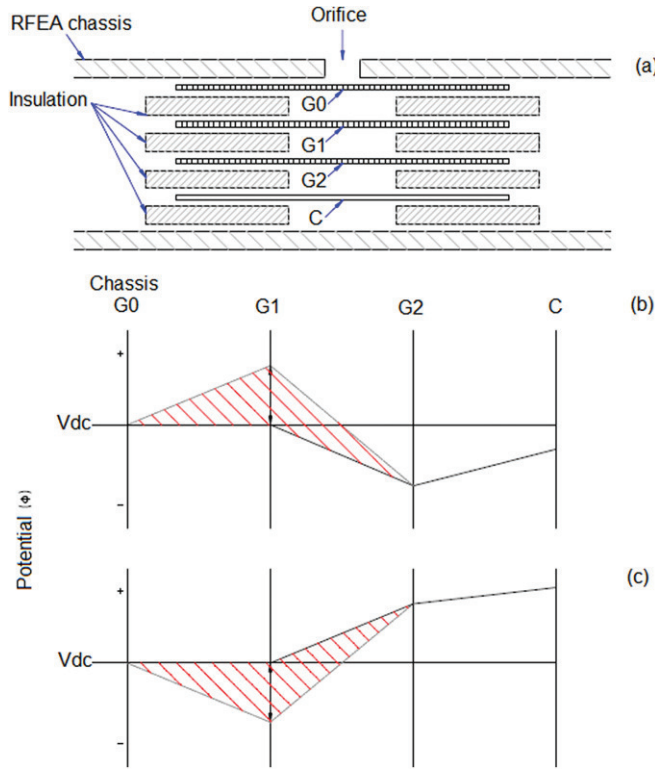 RFEA chassis
Orifice
(a)
Insulation
G0
G1
G2
C
Chassis
G0 G1 G2 C (b)
+
Vdc
-
Potential (Φ)
(c)
+
Vdc
-